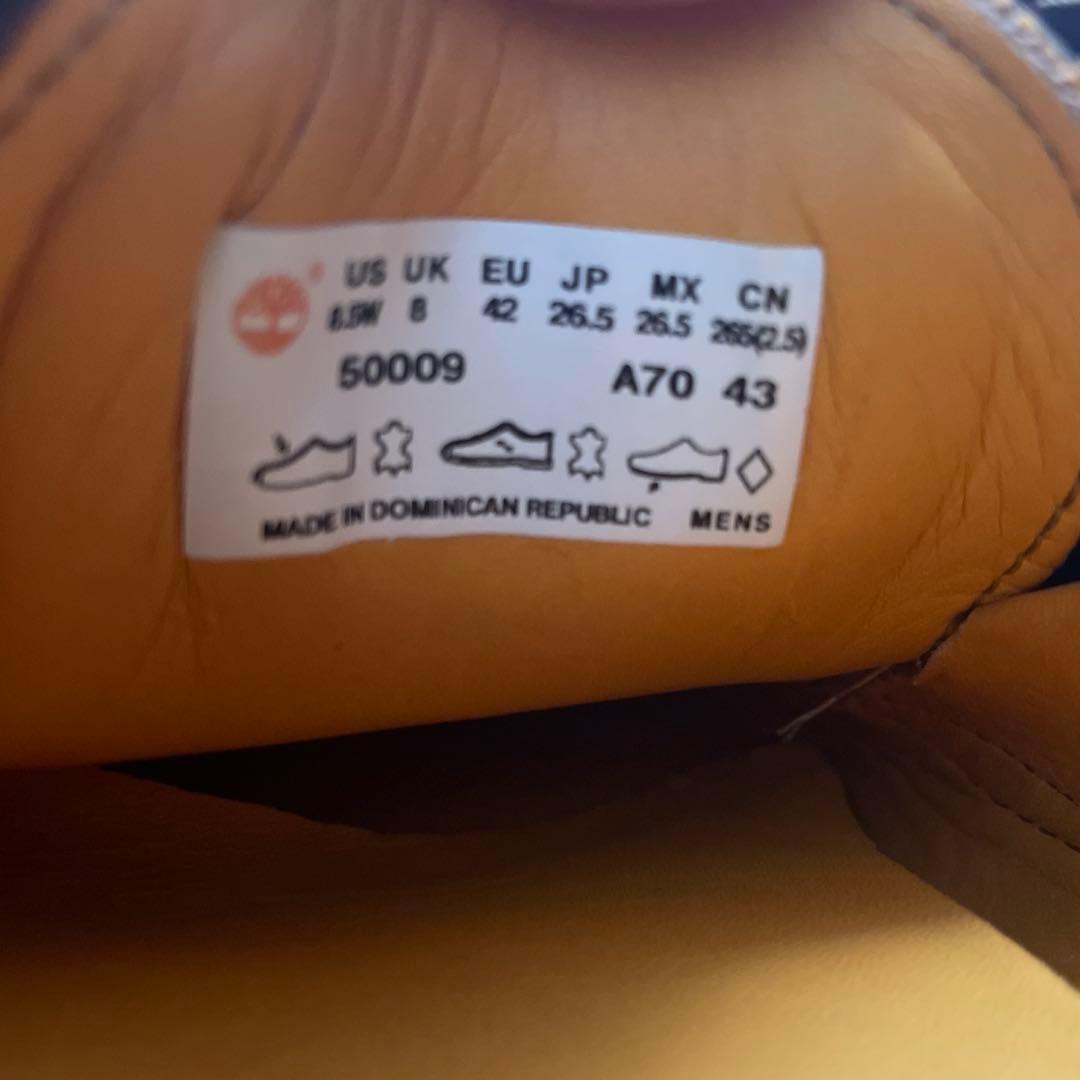 US UK EU JP MX CN
8.5W 8 42 26.5 26.5 265(2.5)
50009 A70 43
MADE IN DOMINICAN REPUBLIC MENS